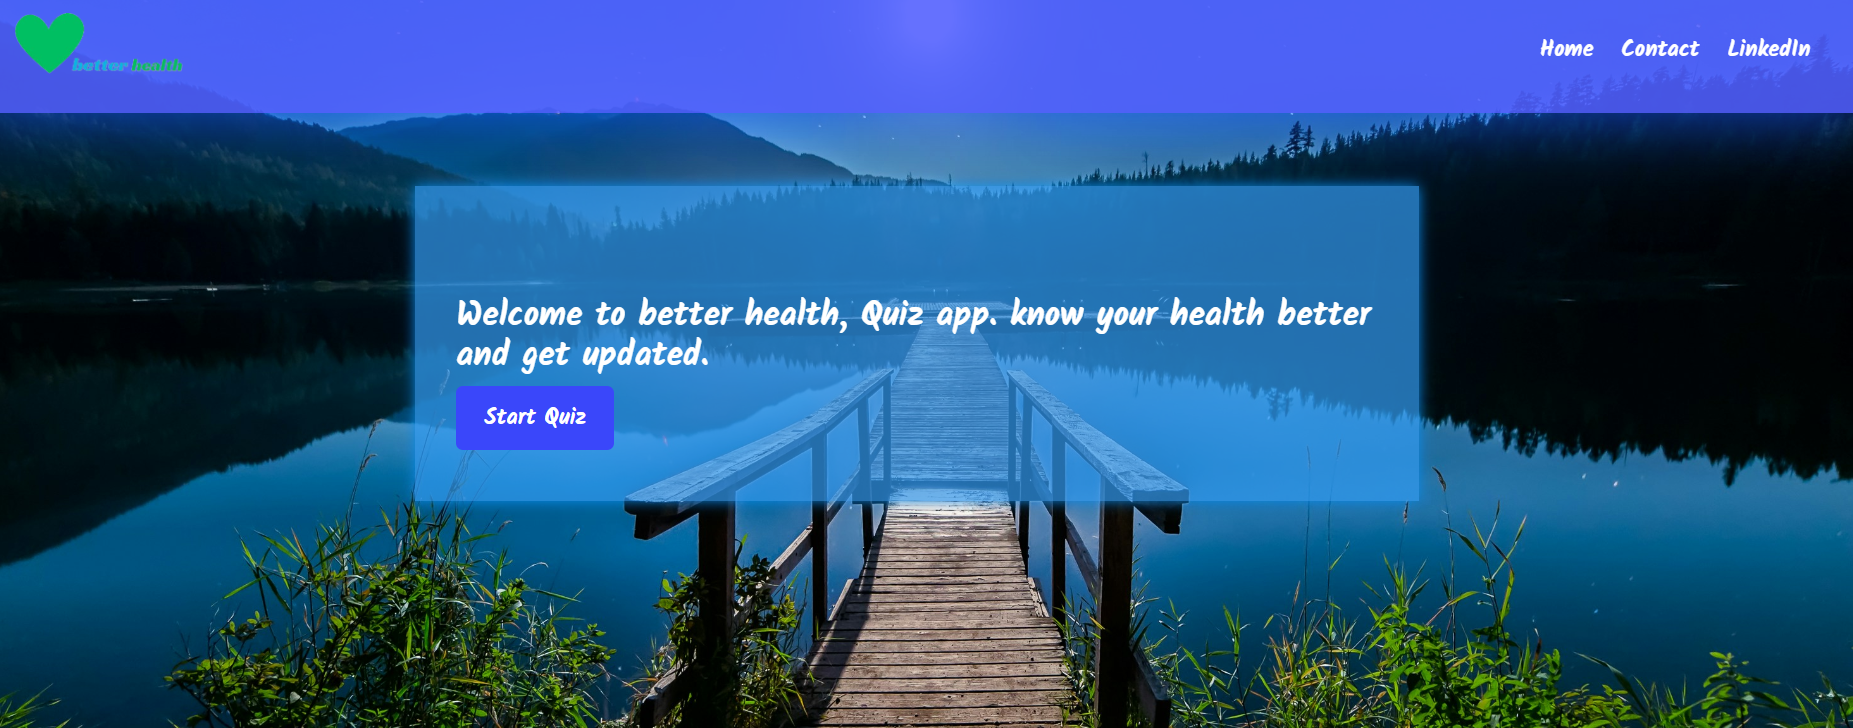 better health
Home Contact LinkedIn
Welcome to better health, Quiz app. know your health better
and get updated.
Start Quiz